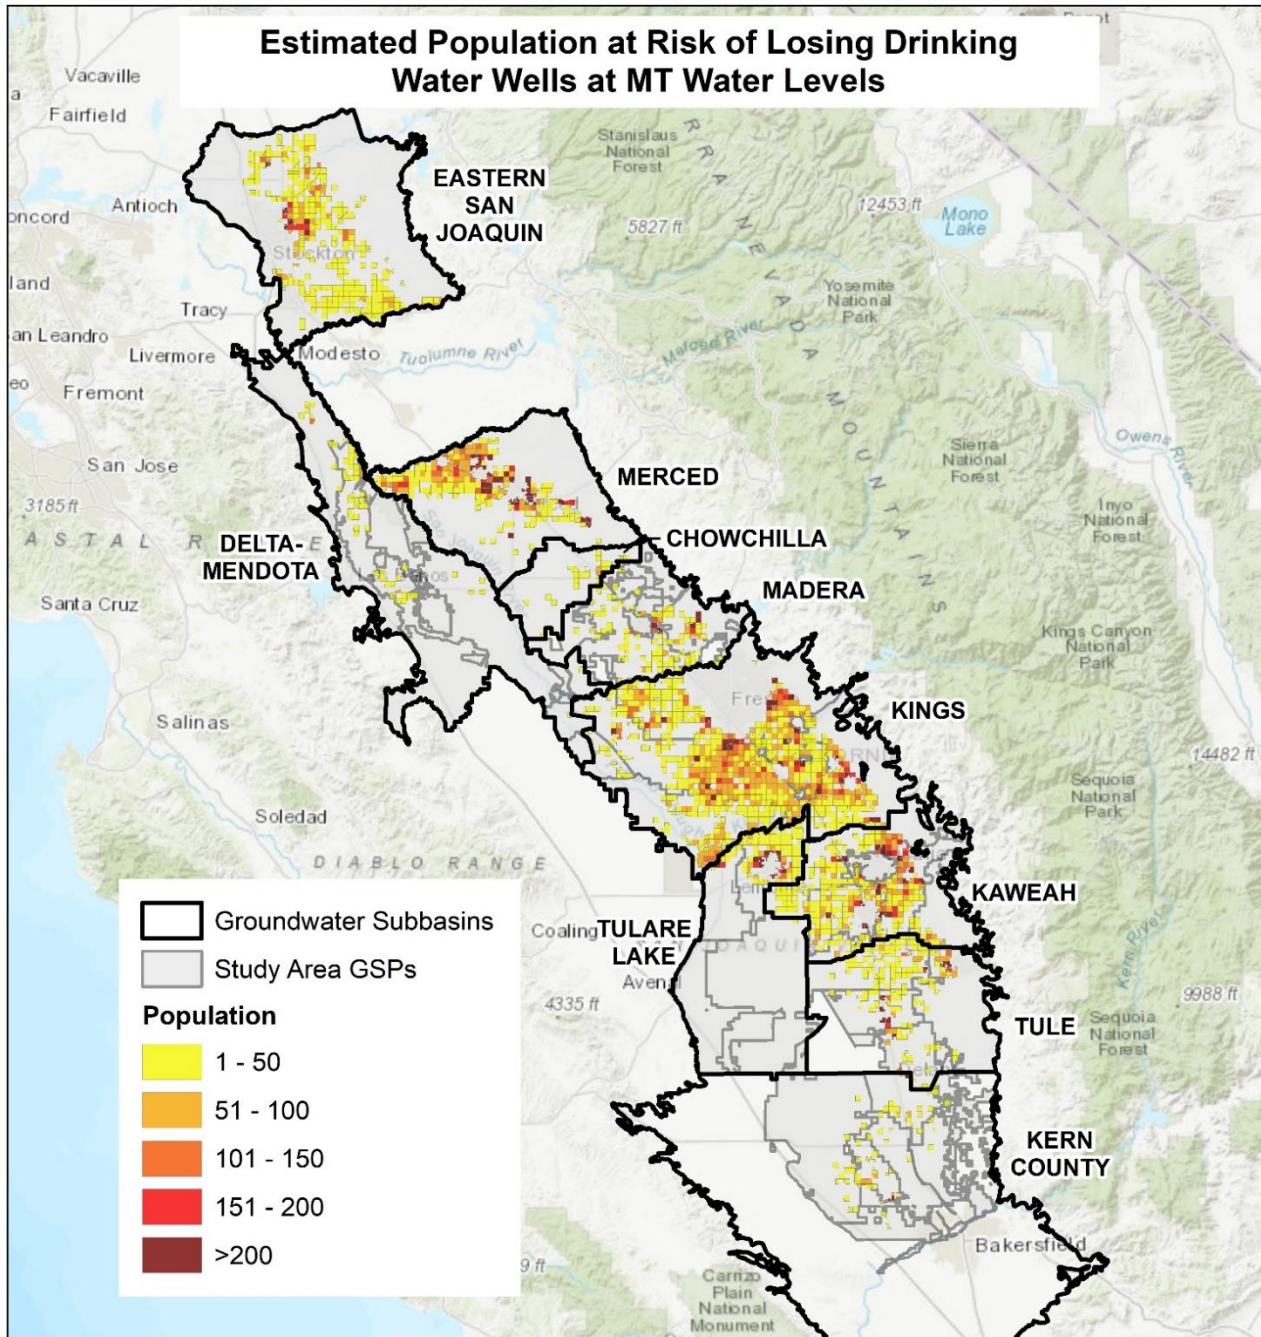 Estimated Population at Risk of Losing Drinking
Water Wells at MT Water Levels
Vacaville
Fairfield
Antioch
Stockton
Tracy
Livermore
Modesto
Fremont
San Jose
3185 ft
Santa Cruz
Salinas
Soledad
DIABLO RANGE
EASTERN
SAN
JOAQUIN
Stanislaus
National
Forest
5827 ft
12453 ft
Mono
Lake
Yosemite
National
Park
Tuolumne River
Merced River
MERCED
CHOWCHILLA
MADERA
DELTA-
MENDOTA
Sierra
National
Forest
Owens River
Inyo
National
Forest
Kings Canyon
National
Park
KINGS
14482 ft
Sequoia
National
Park
KAWEAH
TULARE
LAKE
4335 ft
TULE
Kern River
9988 ft
Sequoia
National
Forest
KERN
COUNTY
Bakersfield
Carrizo
Plain
National
Monument
Groundwater Subbasins
Study Area GSPs
Population
1 - 50
51 - 100
101 - 150
151 - 200
>200